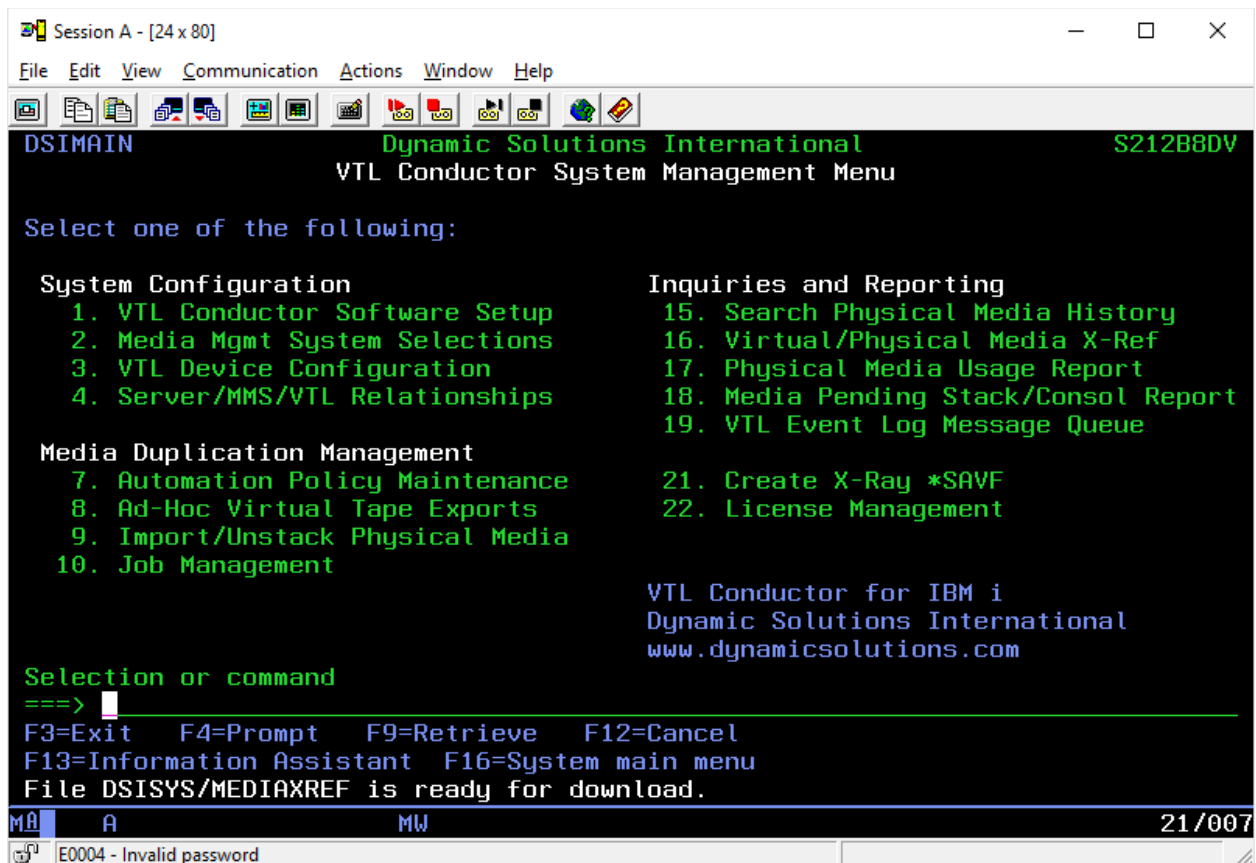 Session A - [24 x 80]
File Edit View Communication Actions Window Help
DSIMAIN Dynamic Solutions International S212B8DV
VTL Conductor System Management Menu
Select one of the following:
System Configuration Inquiries and Reporting
1. VTL Conductor Software Setup 15. Search Physical Media History
2. Media Mgmt System Selections 16. Virtual/Physical Media X-Ref
3. VTL Device Configuration 17. Physical Media Usage Report
4. Server/MMS/VTL Relationships 18. Media Pending Stack/Consol Report
19. VTL Event Log Message Queue
Media Duplication Management
7. Automation Policy Maintenance 21. Create X-Ray *SAVF
8. Ad-Hoc Virtual Tape Exports 22. License Management
9. Import/Unstack Physical Media
10. Job Management
VTL Conductor for IBM i
Dynamic Solutions International
www.dynamicsolutions.com
Selection or command
===>
F3=Exit F4=Prompt F9=Retrieve F12=Cancel
F13=Information Assistant F16=System main menu
File DSISYS/MEDIAXREF is ready for download.
MA A MW 21/007
E0004 - Invalid password